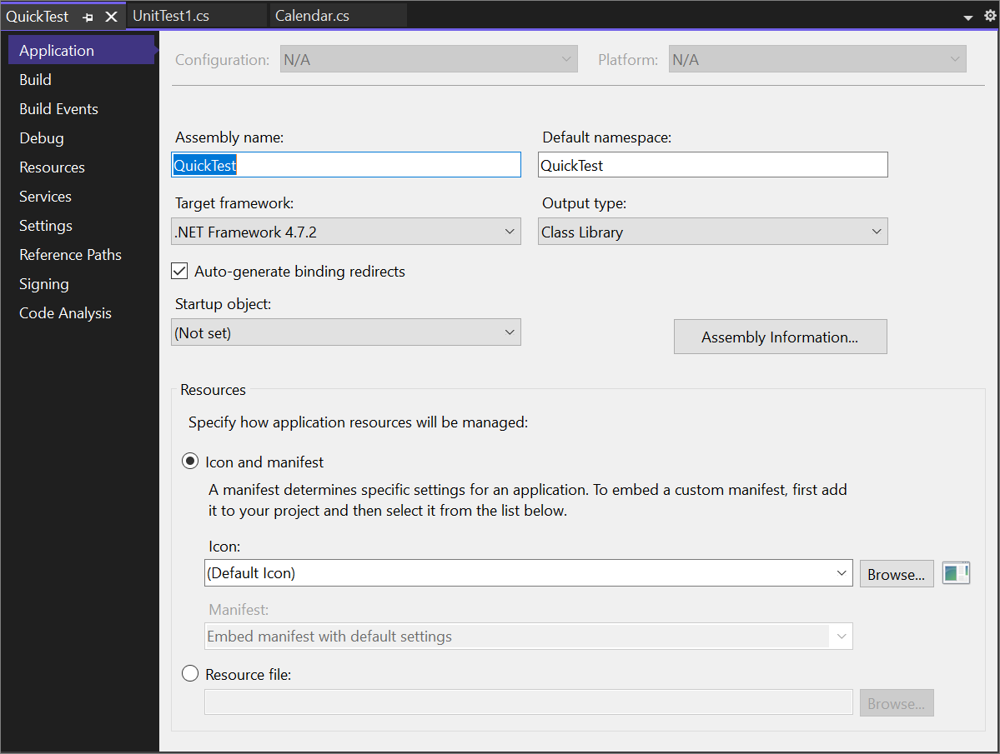 QuickTest
UnitTest1.cs
Calendar.cs
Application
Build
Build Events
Debug
Resources
Services
Settings
Reference Paths
Signing
Code Analysis
Configuration: N/A Platform: N/A
Assembly name: Default namespace:
QuickTest QuickTest
Target framework: Output type:
.NET Framework 4.7.2 Class Library
Auto-generate binding redirects
Startup object:
(Not set) Assembly Information...
Resources
Specify how application resources will be managed:
Icon and manifest
A manifest determines specific settings for an application. To embed a custom manifest, first add
it to your project and then select it from the list below.
Icon:
(Default Icon) Browse...
Manifest:
Embed manifest with default settings
Resource file:
Browse...